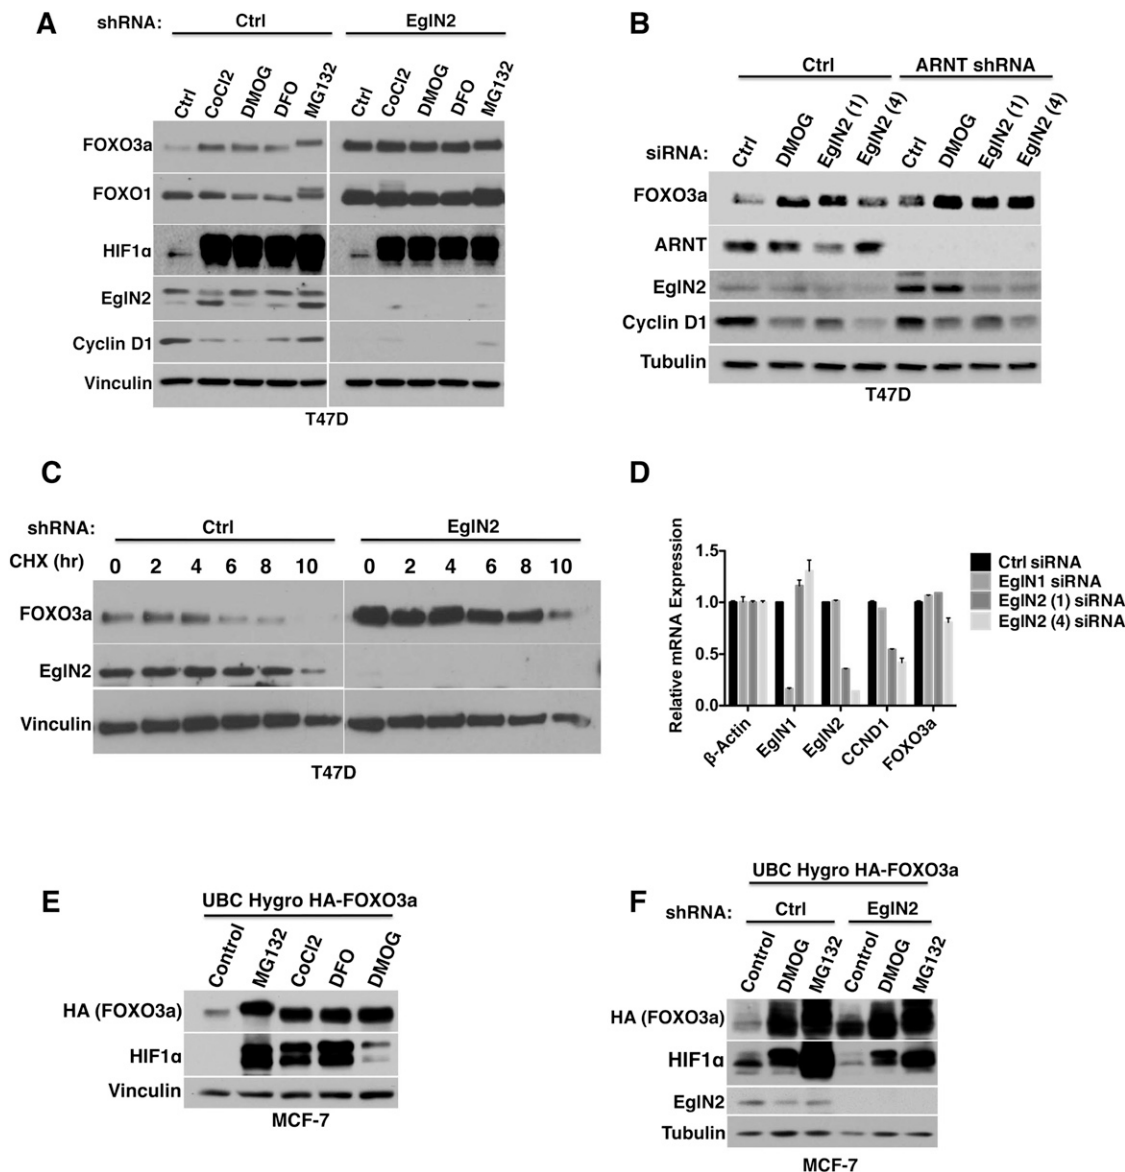 A
shRNA: Ctrl EglN2
Ctrl CoCl2 DMOG DFO MG132 Ctrl CoCl2 DMOG DFO MG132
FOXO3a
FOXO1
HIF1α
EglN2
Cyclin D1
Vinculin
T47D
B
Ctrl ARNT shRNA
siRNA: Ctrl DMOG EglN2 (1) EglN2 (4) Ctrl DMOG EglN2 (1) EglN2 (4)
FOXO3a
ARNT
EgIN2
Cyclin D1
Tubulin
T47D
C
shRNA: Ctrl EglN2
CHX (hr) 0 2 4 6 8 10 0 2 4 6 8 10
FOXO3a
EglN2
Vinculin
T47D
D
Relative mRNA Expression
1.5
1.0
0.5
0.0
β-Actin EglN1 EglN2 CCND1 FOXO3a
Ctrl siRNA
EglN1 siRNA
EglN2 (1) siRNA
EglN2 (4) siRNA
E
UBC Hygro HA-FOXO3a
Control MG132 CoCl2 DFO DMOG
HA (FOXO3a)
HIF1α
Vinculin
MCF-7
F
UBC Hygro HA-FOXO3a
shRNA: Ctrl EglN2
Control DMOG MG132 Control DMOG MG132
HA (FOXO3a)
HIF1α
EglN2
Tubulin
MCF-7